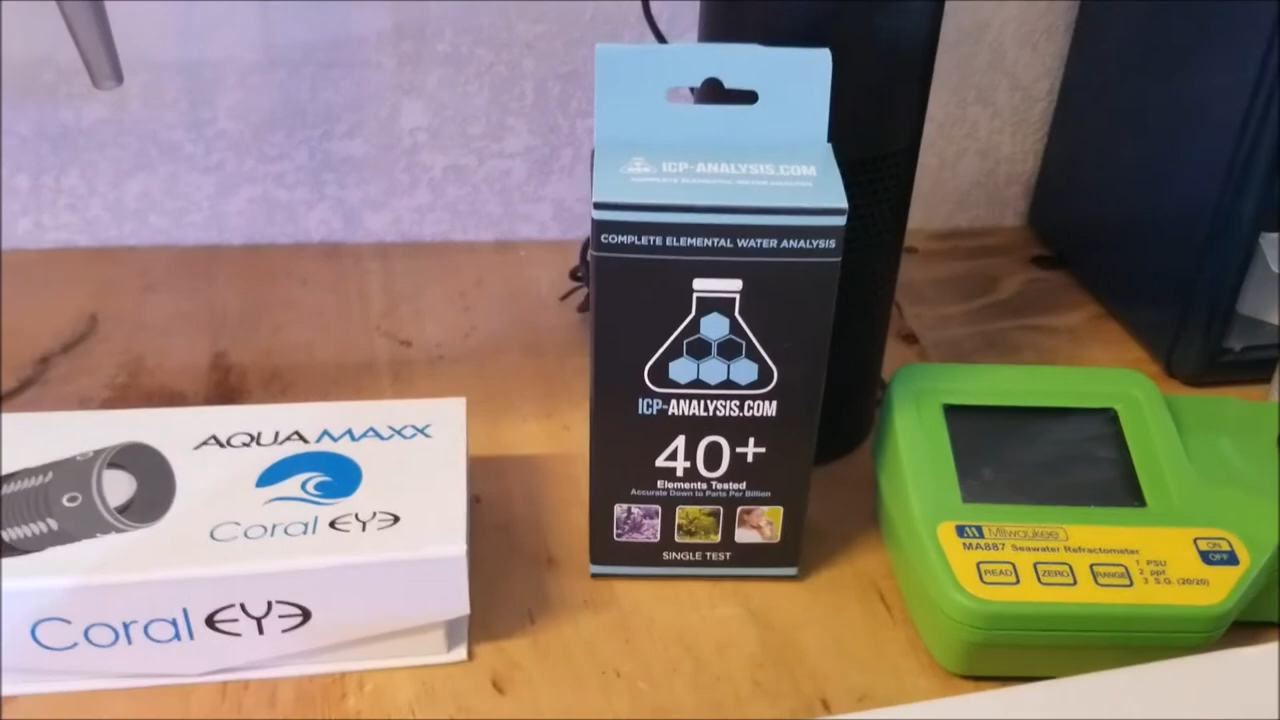 ICP-ANALYSIS.COM
COMPLETE ELEMENTAL WATER ANALYSIS
COMPLETE ELEMENTAL WATER ANALYSIS
ICP-ANALYSIS.COM
40+
Elements Tested
Accurate Down to Parts Per Billion
SINGLE TEST
AQUAMAXX
Coral EYE
Coral EYE
Milwaukee
MA887 Seawater Refractometer
READ ZERO RANGE
1 PSU
2 ppt
3 S.G. (20/20)
ON
OFF